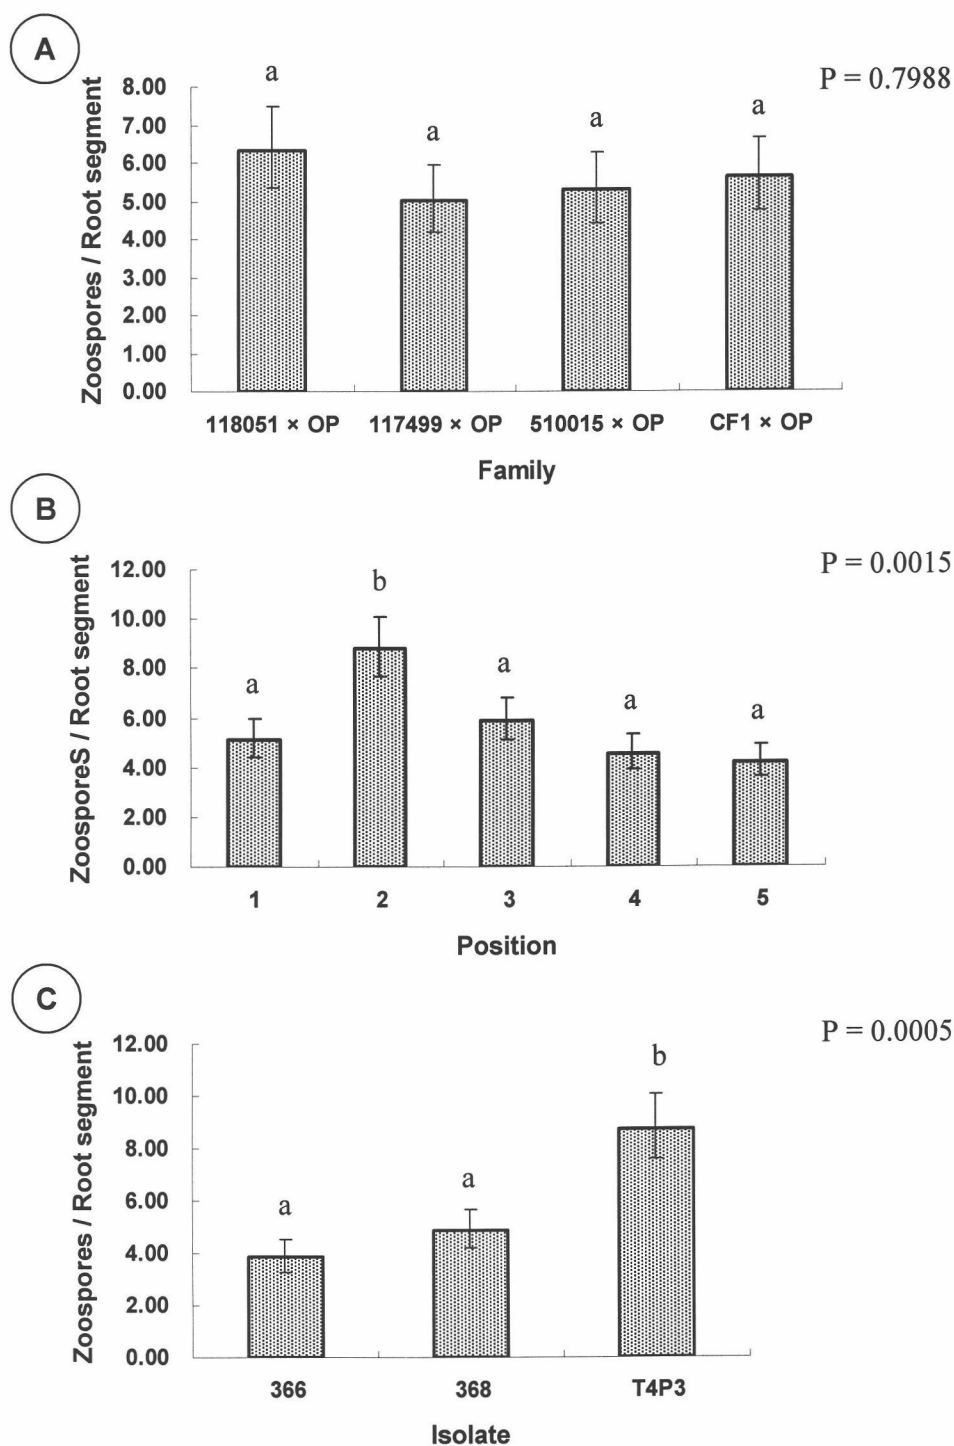 A
P = 0.7988
Zoospores / Root segment
8.00
7.00
6.00
5.00
4.00
3.00
2.00
1.00
0.00
a
a
a
a
118051 × OP
117499 × OP
510015 × OP
CF1 × OP
Family
B
P = 0.0015
ZoosporeS / Root segment
12.00
10.00
8.00
6.00
4.00
2.00
0.00
a
b
a
a
a
1
2
3
4
5
Position
C
P = 0.0005
Zoospores / Root segment
12.00
10.00
8.00
6.00
4.00
2.00
0.00
a
a
b
366
368
T4P3
Isolate